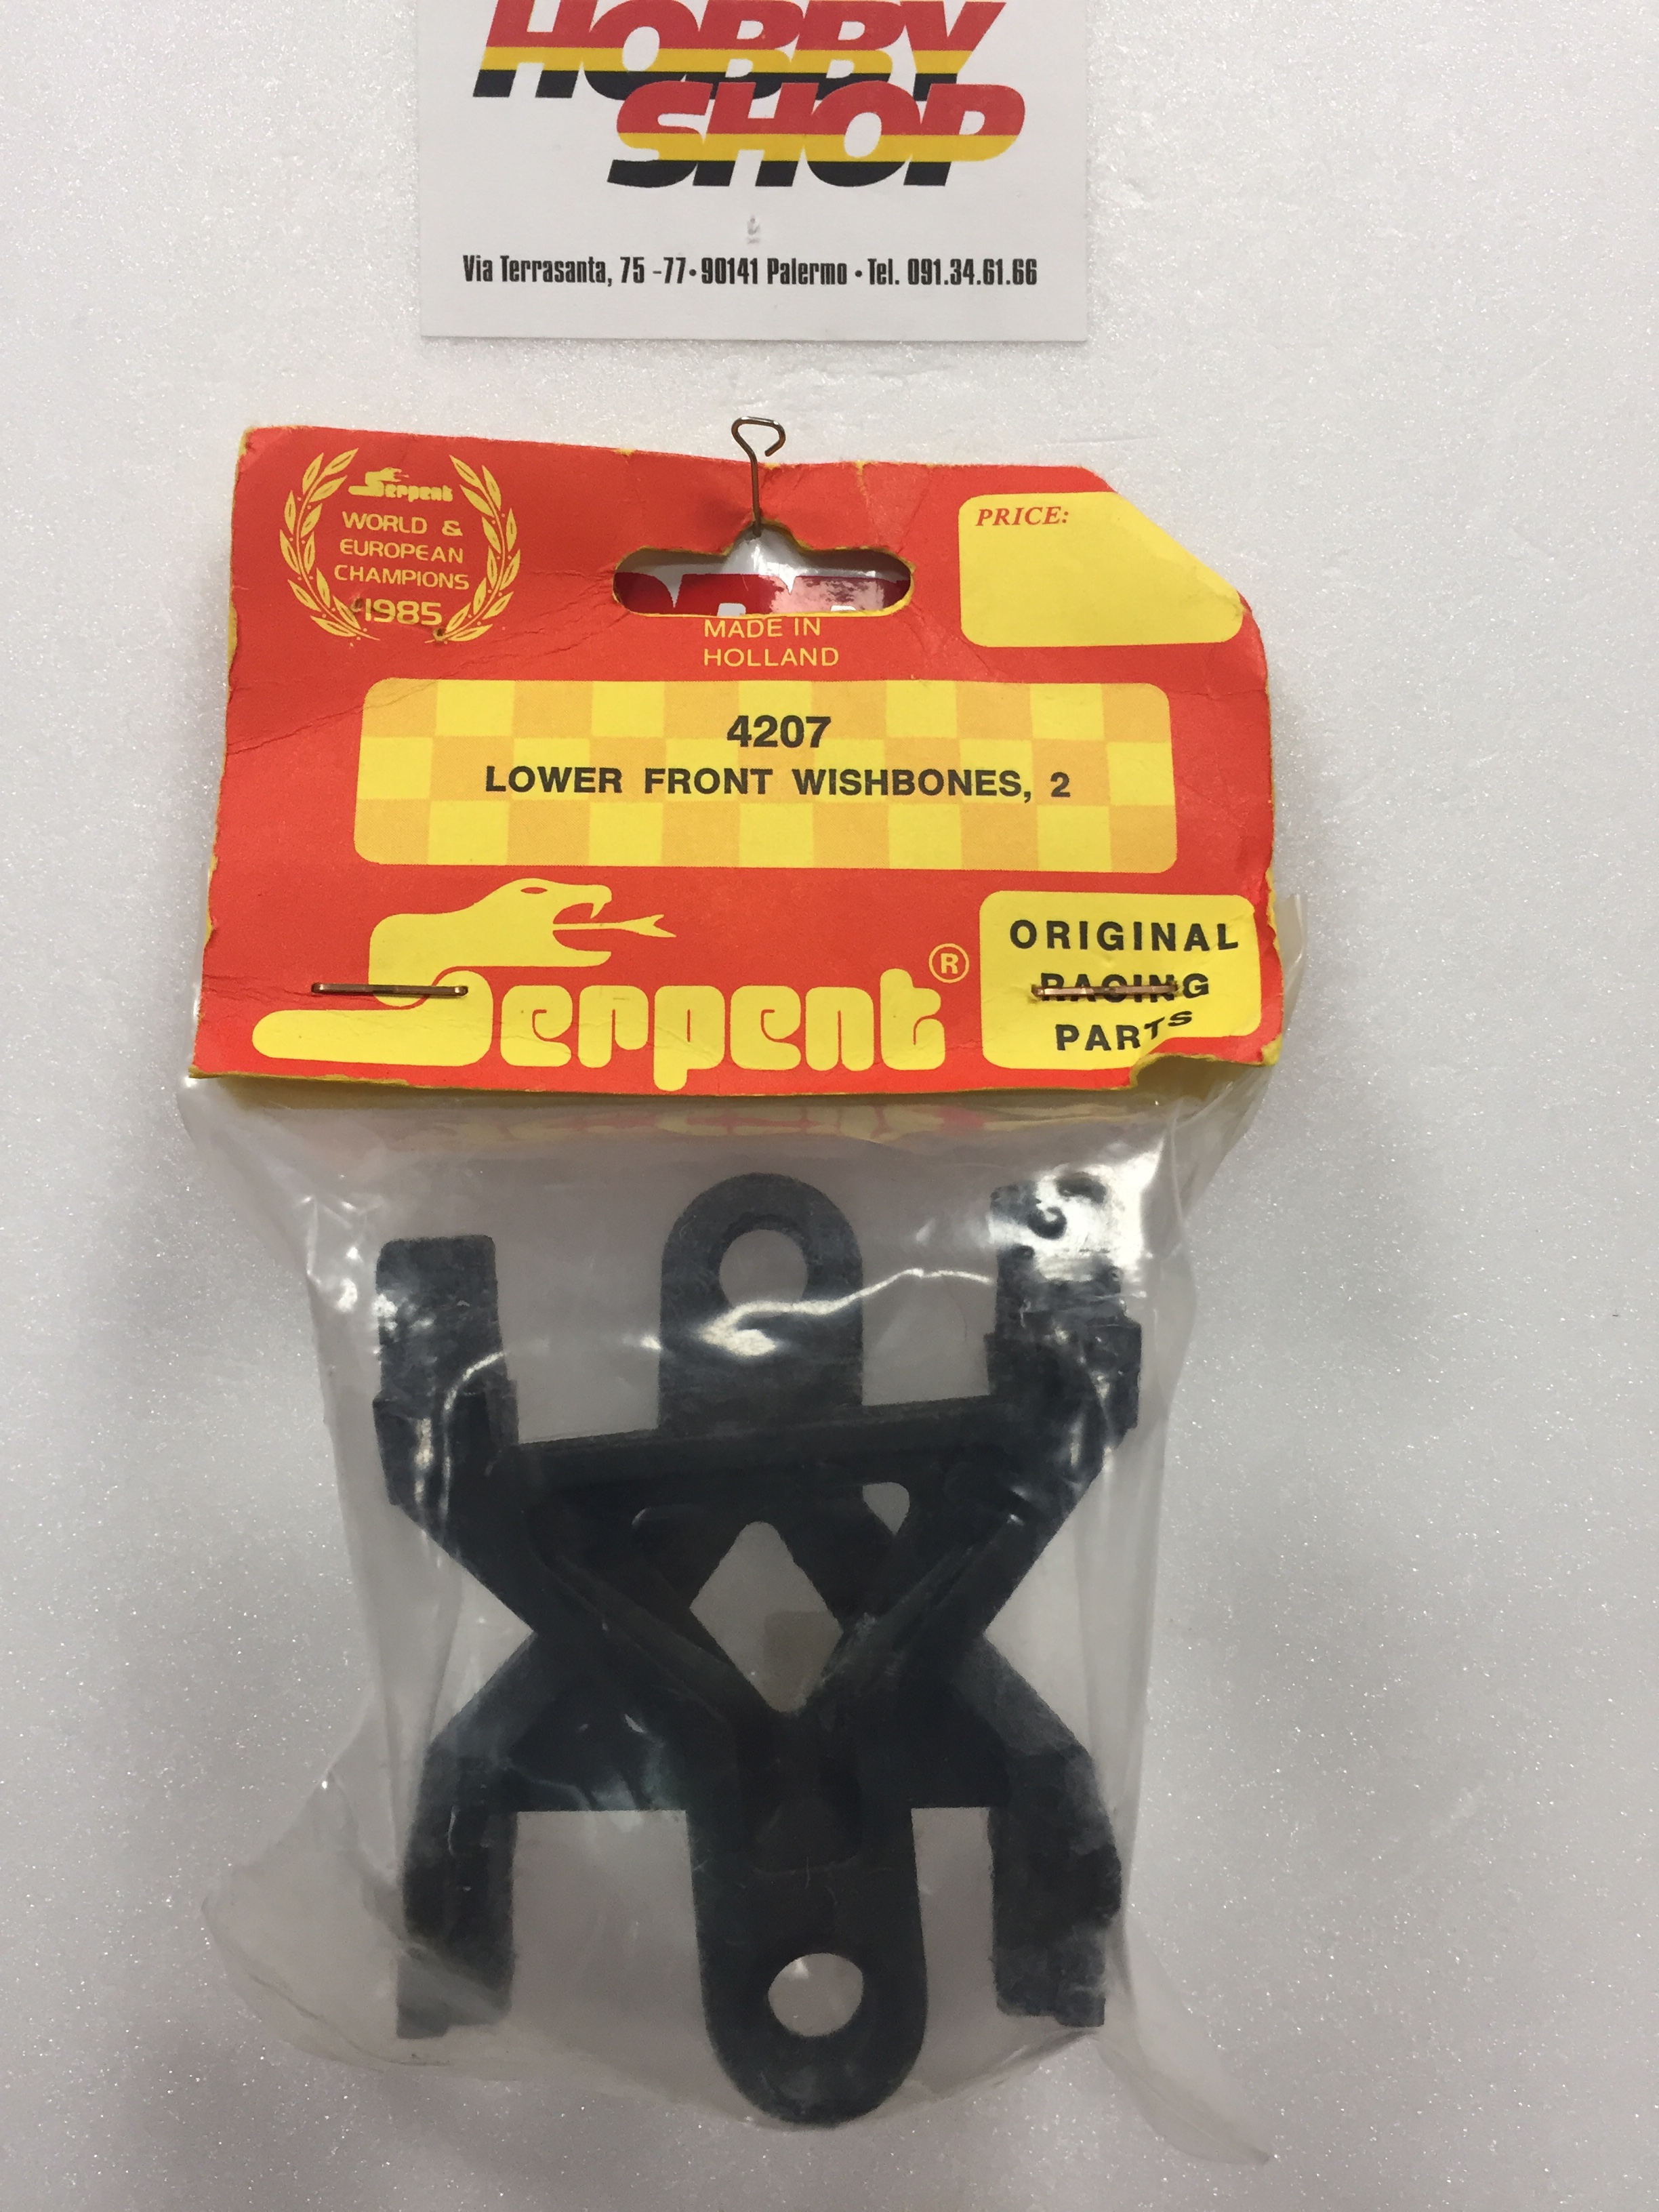 HOBBY
SHOP
Via Terrasanta, 75 -77 • 90141 Palermo • Tel. 091.34.61.66
Serpent
WORLD &
EUROPEAN
CHAMPIONS
1985
PRICE:
MADE IN
HOLLAND
4207
LOWER FRONT WISHBONES, 2
Serpent®
ORIGINAL
RACING
PARTS